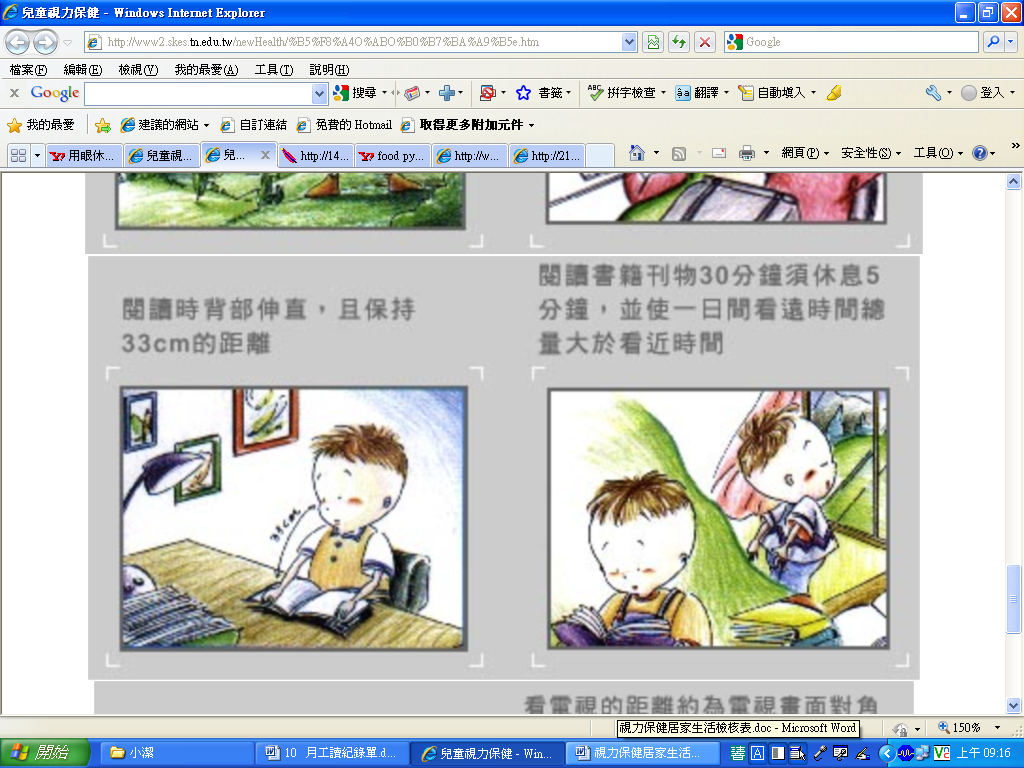 兒童視力保健 - Windows Internet Explorer
http://www2.skes.tn.edu.tw/newHealth/%B5%F8%A4O%ABO%B0%B7%BA%A9%B5e.htm
Google
檔案(F) 編輯(E) 檢視(V) 我的最愛(A) 工具(T) 說明(H)
x Google 搜尋 書籤 ABC 拼字檢查 aあ 翻譯 自動填入 登入
我的最愛 建議的網站 自訂連結 免費的 Hotmail 取得更多附加元件
用眼休... 兒童視... 兒... x http://14... food py... http://w... http://21... 網頁(P) 安全性(S) 工具(O) »
閱讀時背部伸直，且保持
33cm的距離
閱讀書籍刊物30分鐘須休息5
分鐘，並使一日間看遠時間總
量大於看近時間
33cm
看電視的距離約為電視畫面對角
視力保健居家生活檢核表.doc - Microsoft Word
150%
開始 小潔 10 月工讀紀錄單.d... 兒童視力保健 - Win... 視力保健居家生活... 上午 09:16